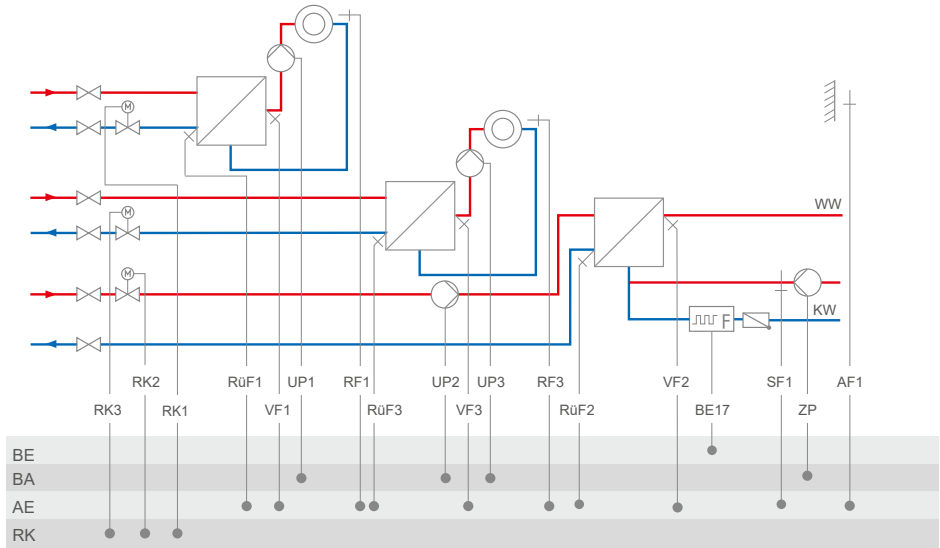 M
M
WW
M
F
KW
RK2
RüF1
UP1
RF1
UP2
UP3
RF3
VF2
SF1
AF1
RK3
RK1
VF1
RüF3
VF3
RüF2
BE17
ZP
BE
BA
AE
RK